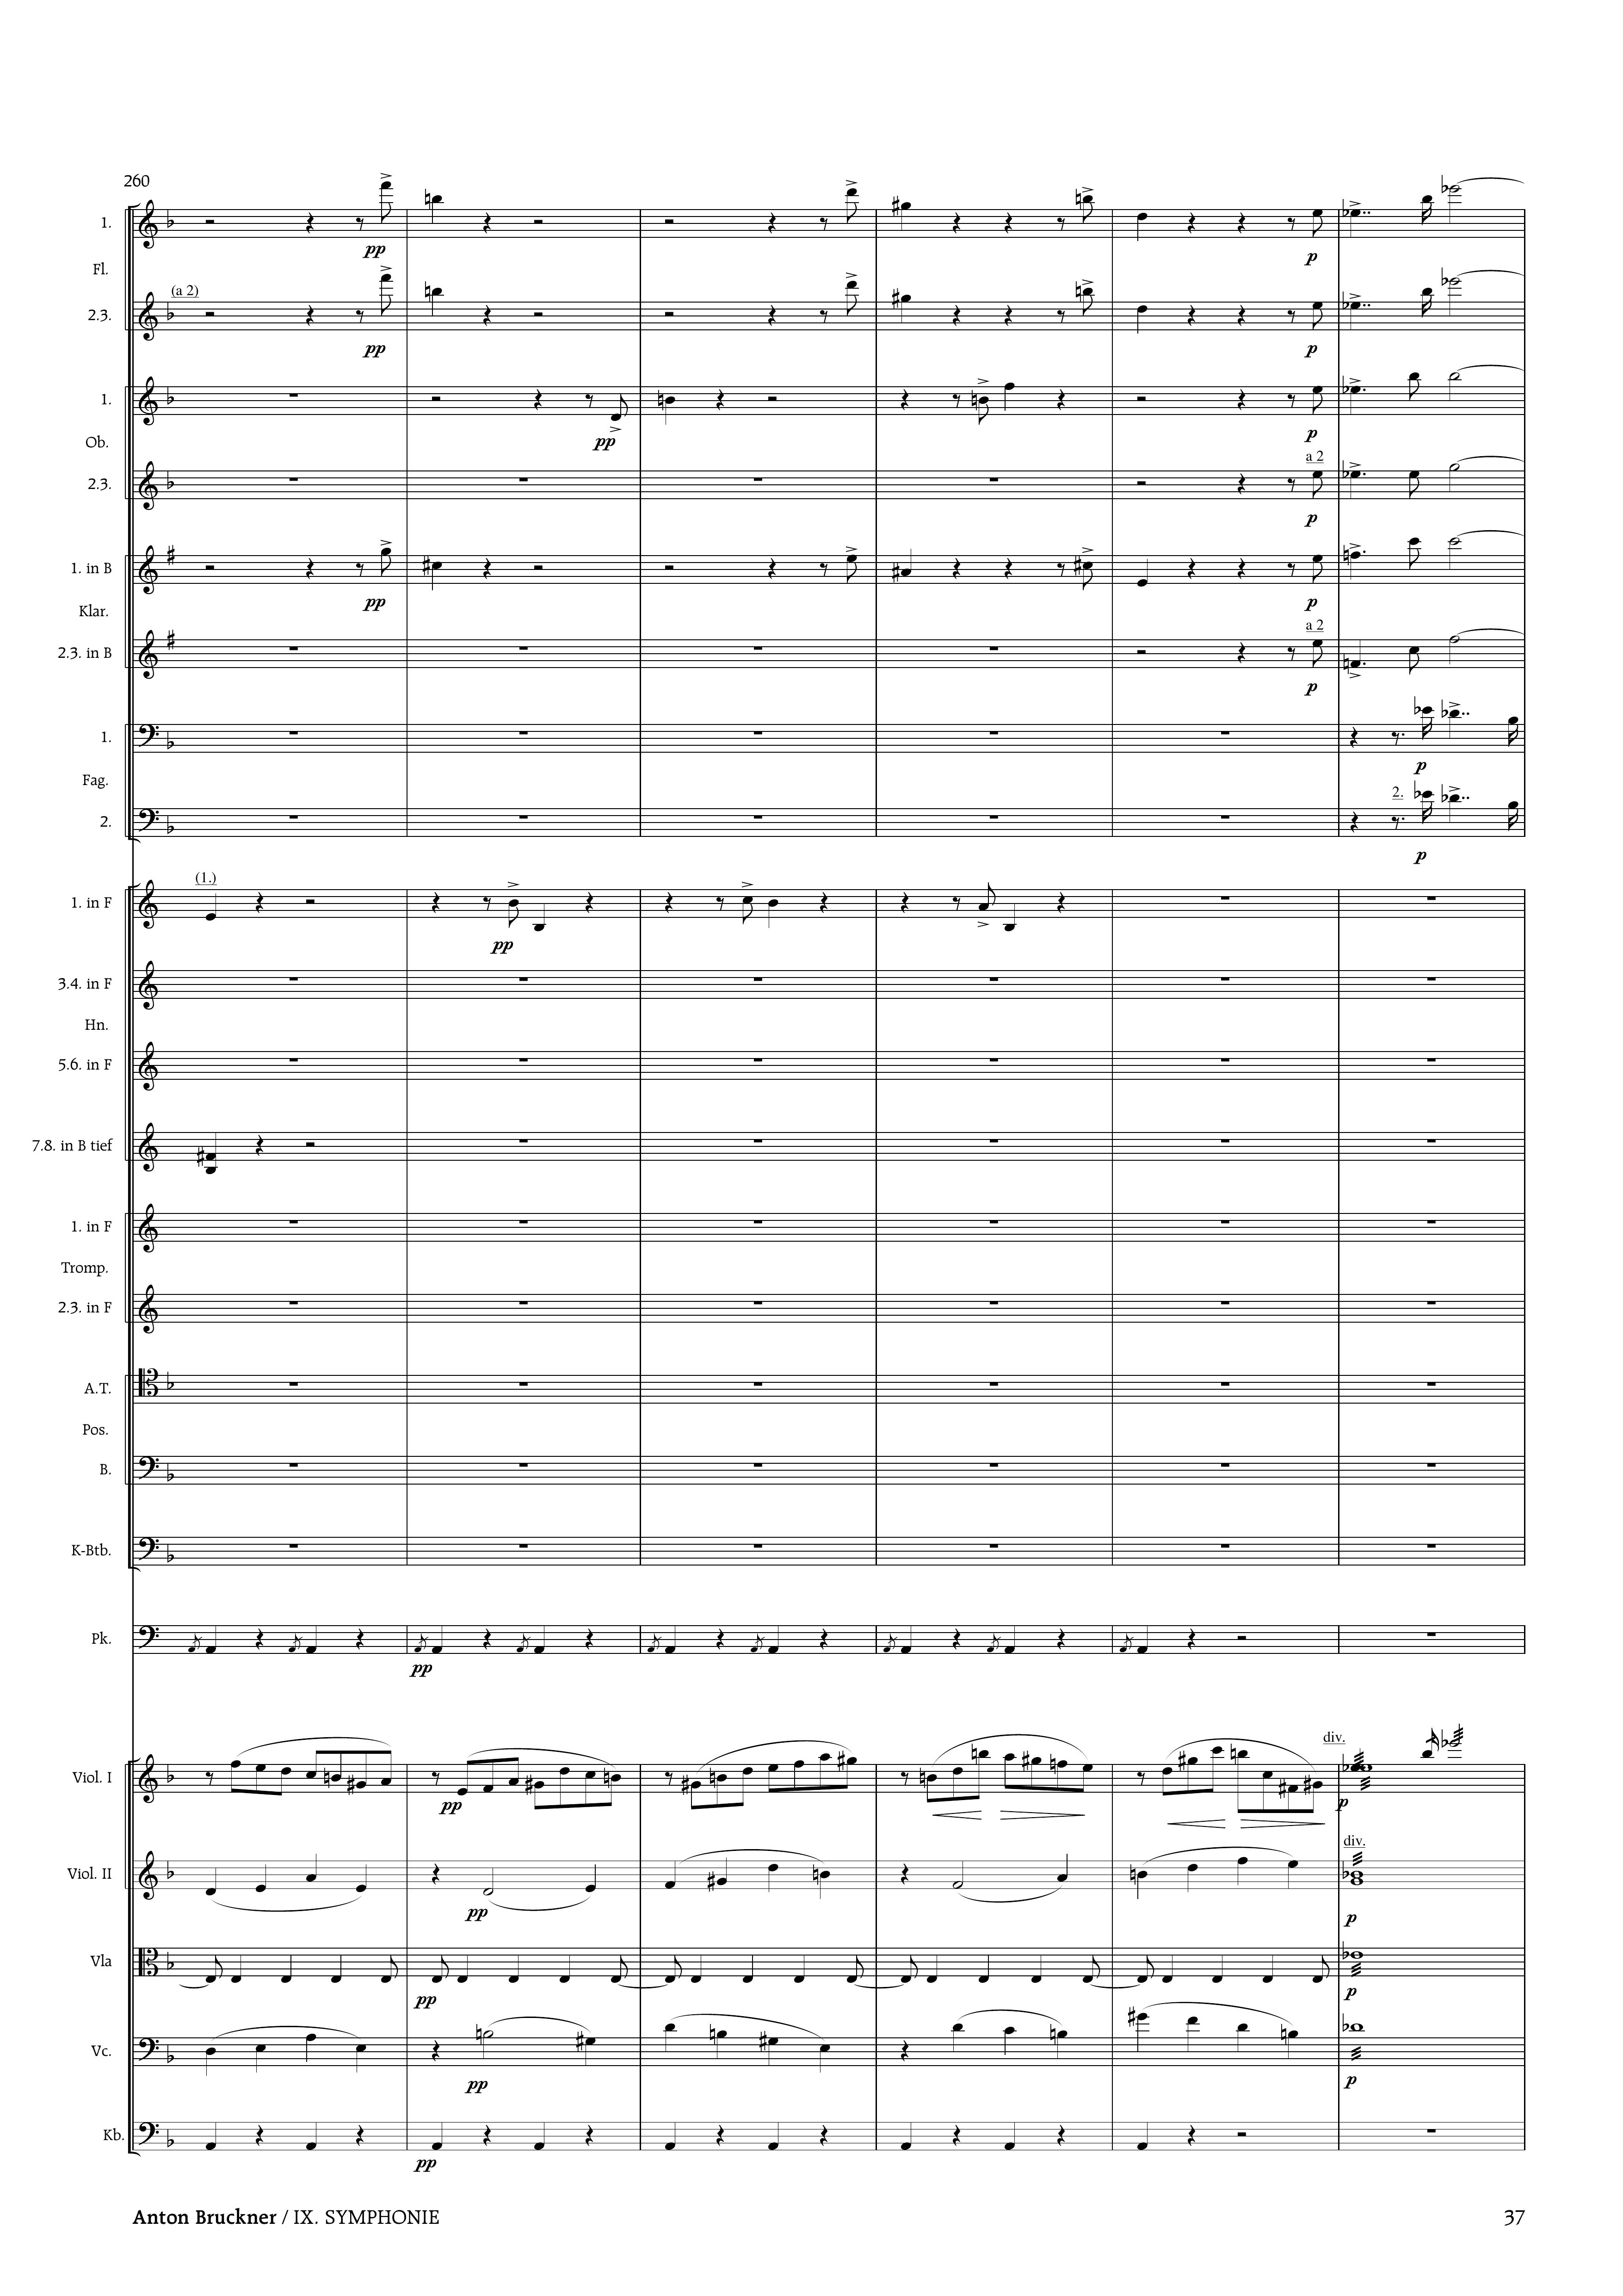 260
1.
pp
Fl.
(a 2)
2.3.
pp
p
p
1.
pp
p
Ob.
a 2
2.3.
p
1. in B
pp
p
Klar.
a 2
2.3. in B
p
1.
p
Fag.
2.
2.
p
(1.)
1. in F
pp
3.4. in F
Hn.
5.6. in F
7.8. in B tief
1. in F
Tromp.
2.3. in F
A.T.
Pos.
B.
K-Btb.
Pk.
pp
div.
Viol. I
pp
p
div.
Viol. II
pp
p
Vla
pp
p
Vc.
pp
p
Kb.
pp
Anton Bruckner / IX. SYMPHONIE
37